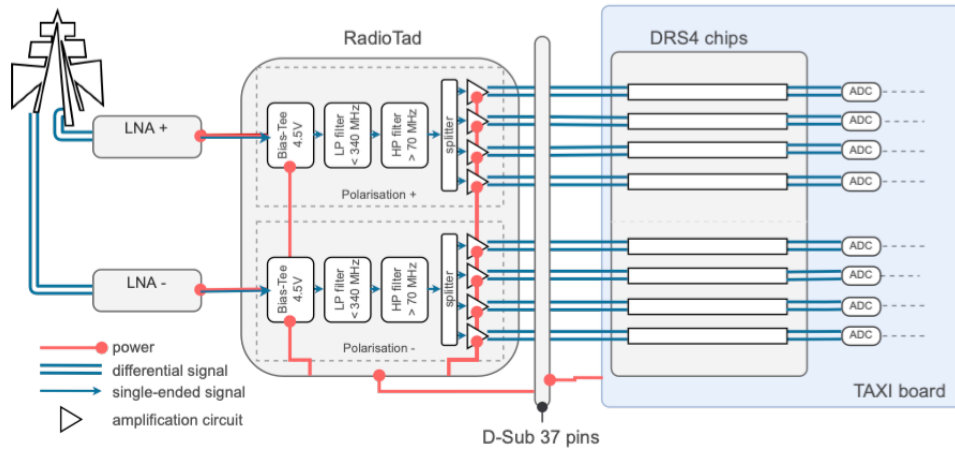 RadioTad
DRS4 chips
LNA +
Bias-Tee
4.5V
LP filter
< 340 MHz
HP filter
> 70 MHz
splitter
Polarisation +
ADC
ADC
ADC
ADC
LNA -
Bias-Tee
4.5V
LP filter
<340 MHz
HP filter
> 70 MHz
splitter
Polarisation -
ADC
ADC
ADC
ADC
power
differential signal
single-ended signal
amplification circuit
TAXI board
D-Sub 37 pins